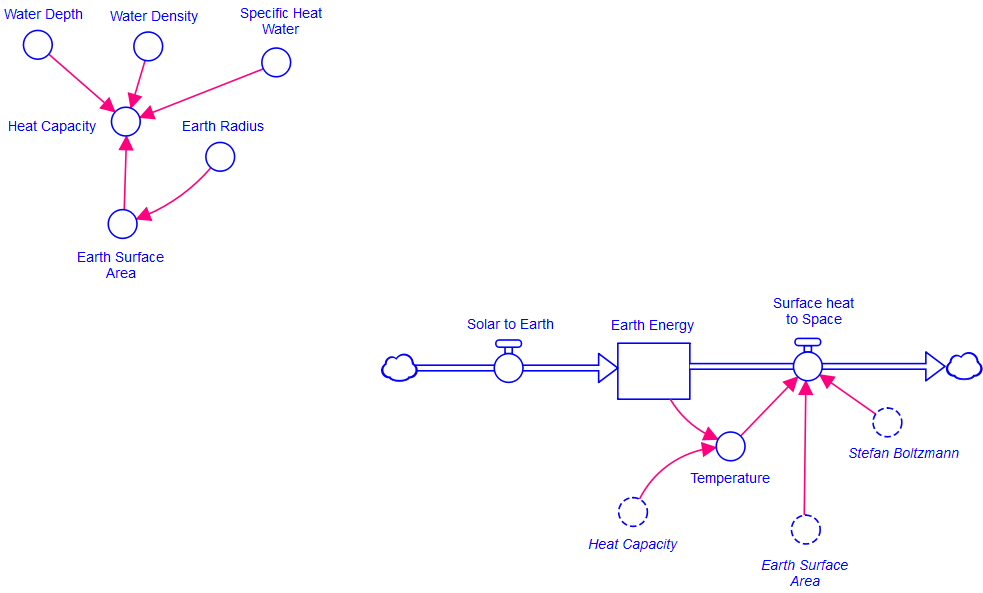 Water Depth
Water Density
Specific Heat
Water
Heat Capacity
Earth Radius
Earth Surface
Area
Solar to Earth
Earth Energy
Surface heat
to Space
Stefan Boltzmann
Temperature
Heat Capacity
Earth Surface
Area